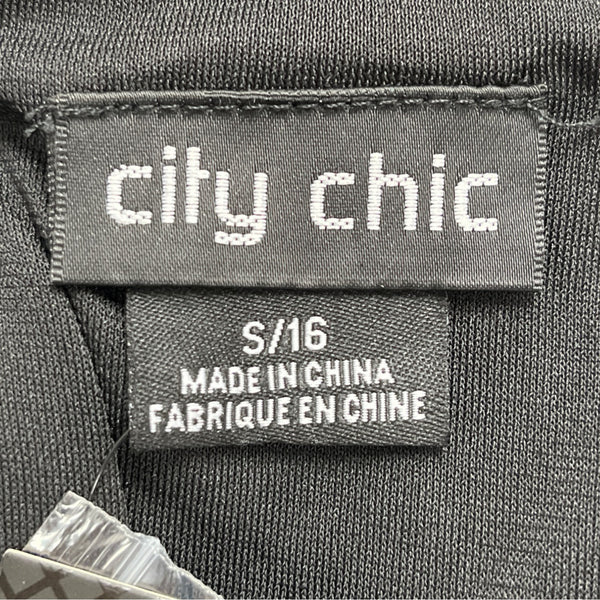 city chic
S/16
MADE IN CHINA
FABRIQUE EN CHINE